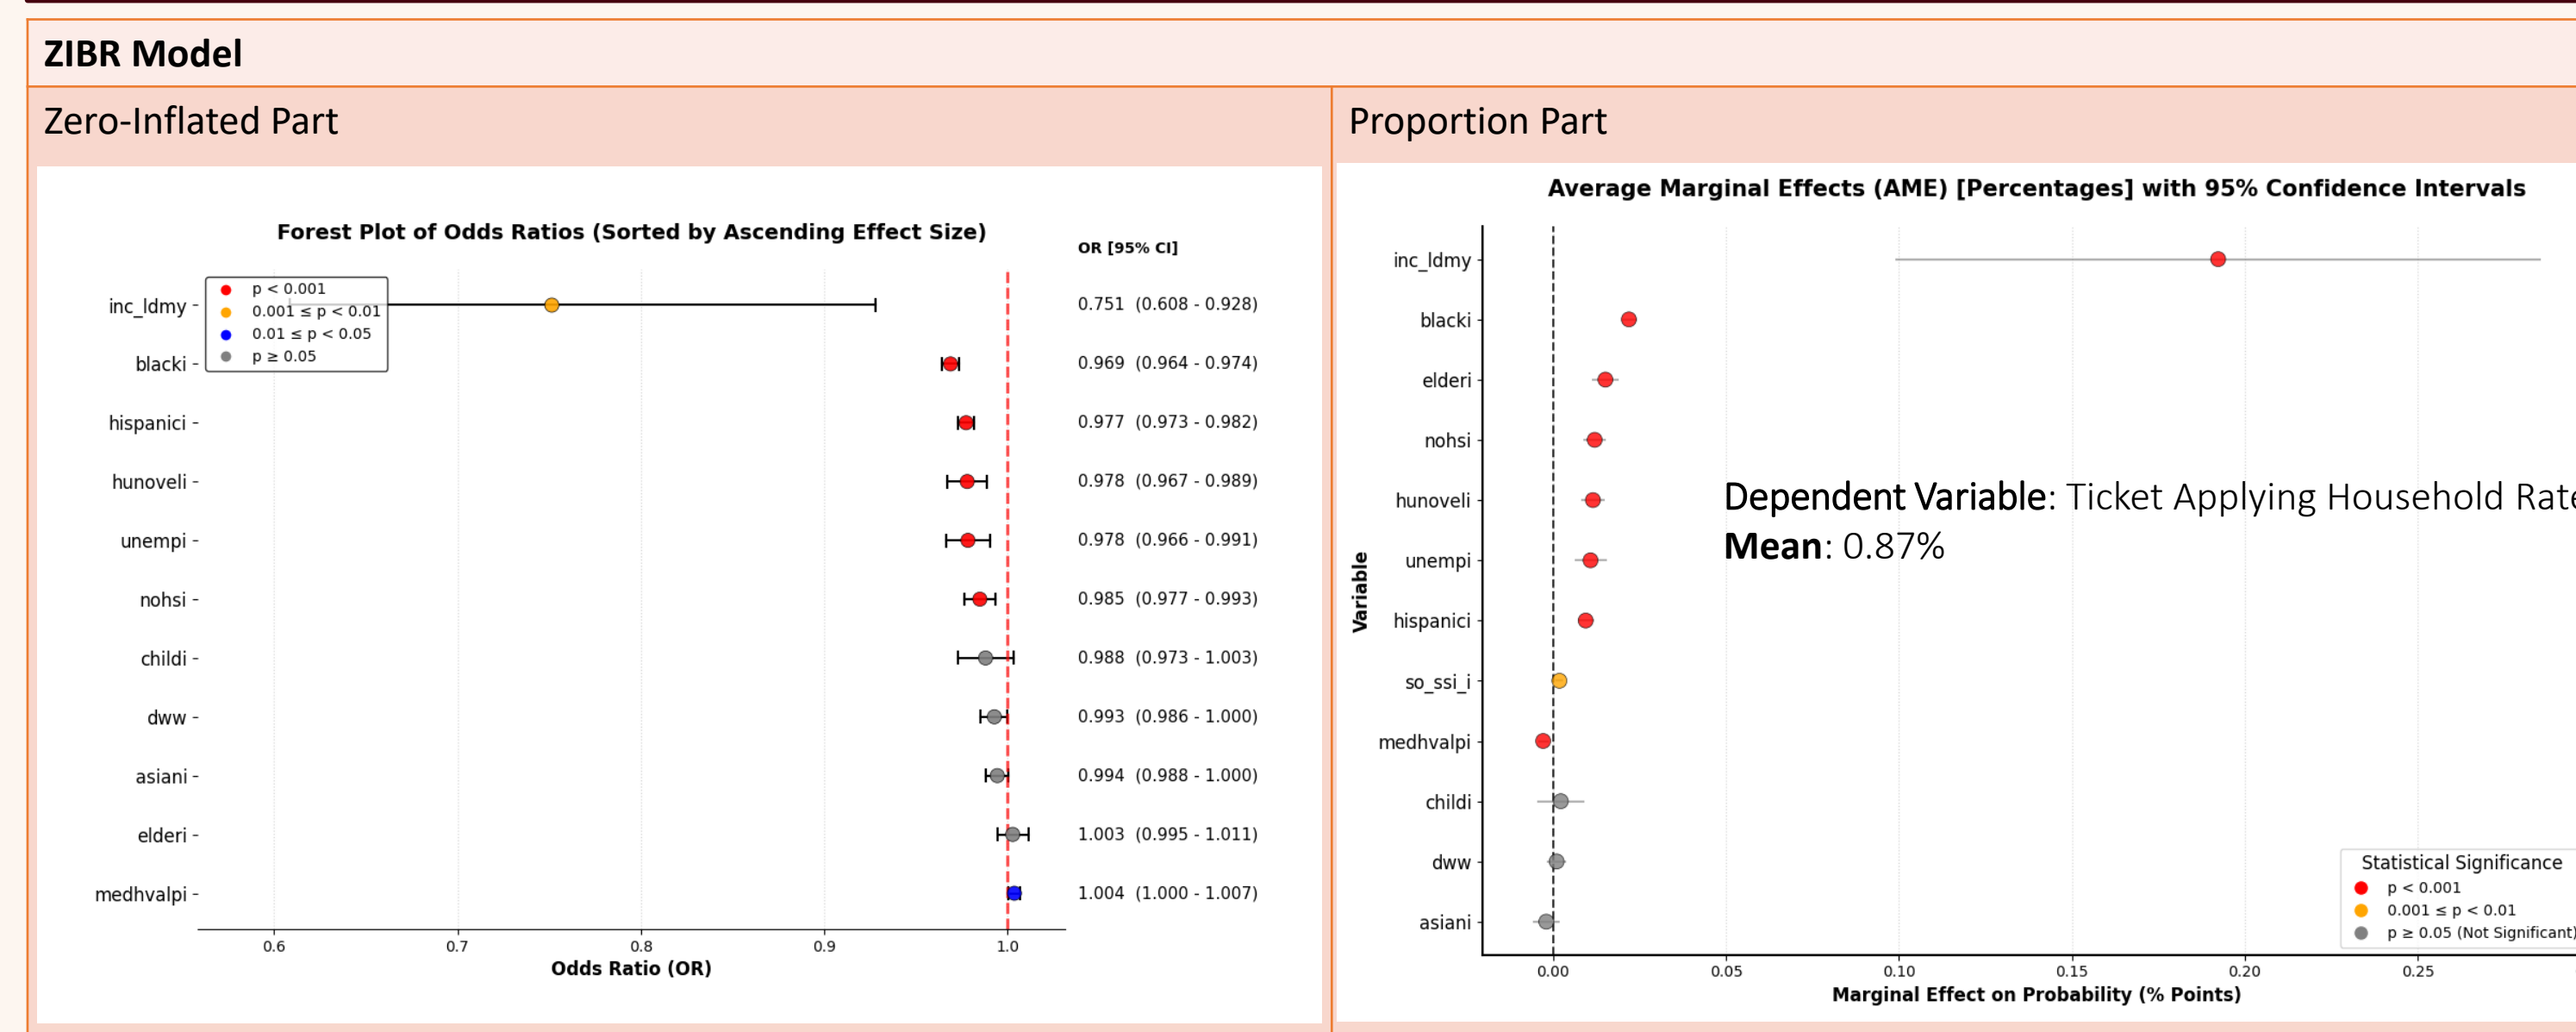 ZIBR Model
Zero-Inflated Part
Forest Plot of Odds Ratios (Sorted by Ascending Effect Size)
OR [95% CI]
p < 0.001
0.001 ≤ p < 0.01
0.01 ≤ p < 0.05
p ≥ 0.05
inc_ldmy 0.751 (0.608 - 0.928)
blacki 0.969 (0.964 - 0.974)
hispanici 0.977 (0.973 - 0.982)
hunoveli 0.978 (0.967 - 0.989)
unempi 0.978 (0.966 - 0.991)
nohsi 0.985 (0.977 - 0.993)
childi 0.988 (0.973 - 1.003)
dww 0.993 (0.986 - 1.000)
asiani 0.994 (0.988 - 1.000)
elderi 1.003 (0.995 - 1.011)
medhvalpi 1.004 (1.000 - 1.007)
0.6 0.7 0.8 0.9 1.0
Odds Ratio (OR)
Proportion Part
Average Marginal Effects (AME) [Percentages] with 95% Confidence Intervals
Variable
inc_ldmy
blacki
elderi
nohsi
hunoveli
unempi
hispanici
so_ssi_i
medhvalpi
childi
dww
asiani
Dependent Variable: Ticket Applying Household Rate
Mean: 0.87%
Statistical Significance
p < 0.001
0.001 ≤ p < 0.01
p ≥ 0.05 (Not Significant)
0.00 0.05 0.10 0.15 0.20 0.25
Marginal Effect on Probability (% Points)